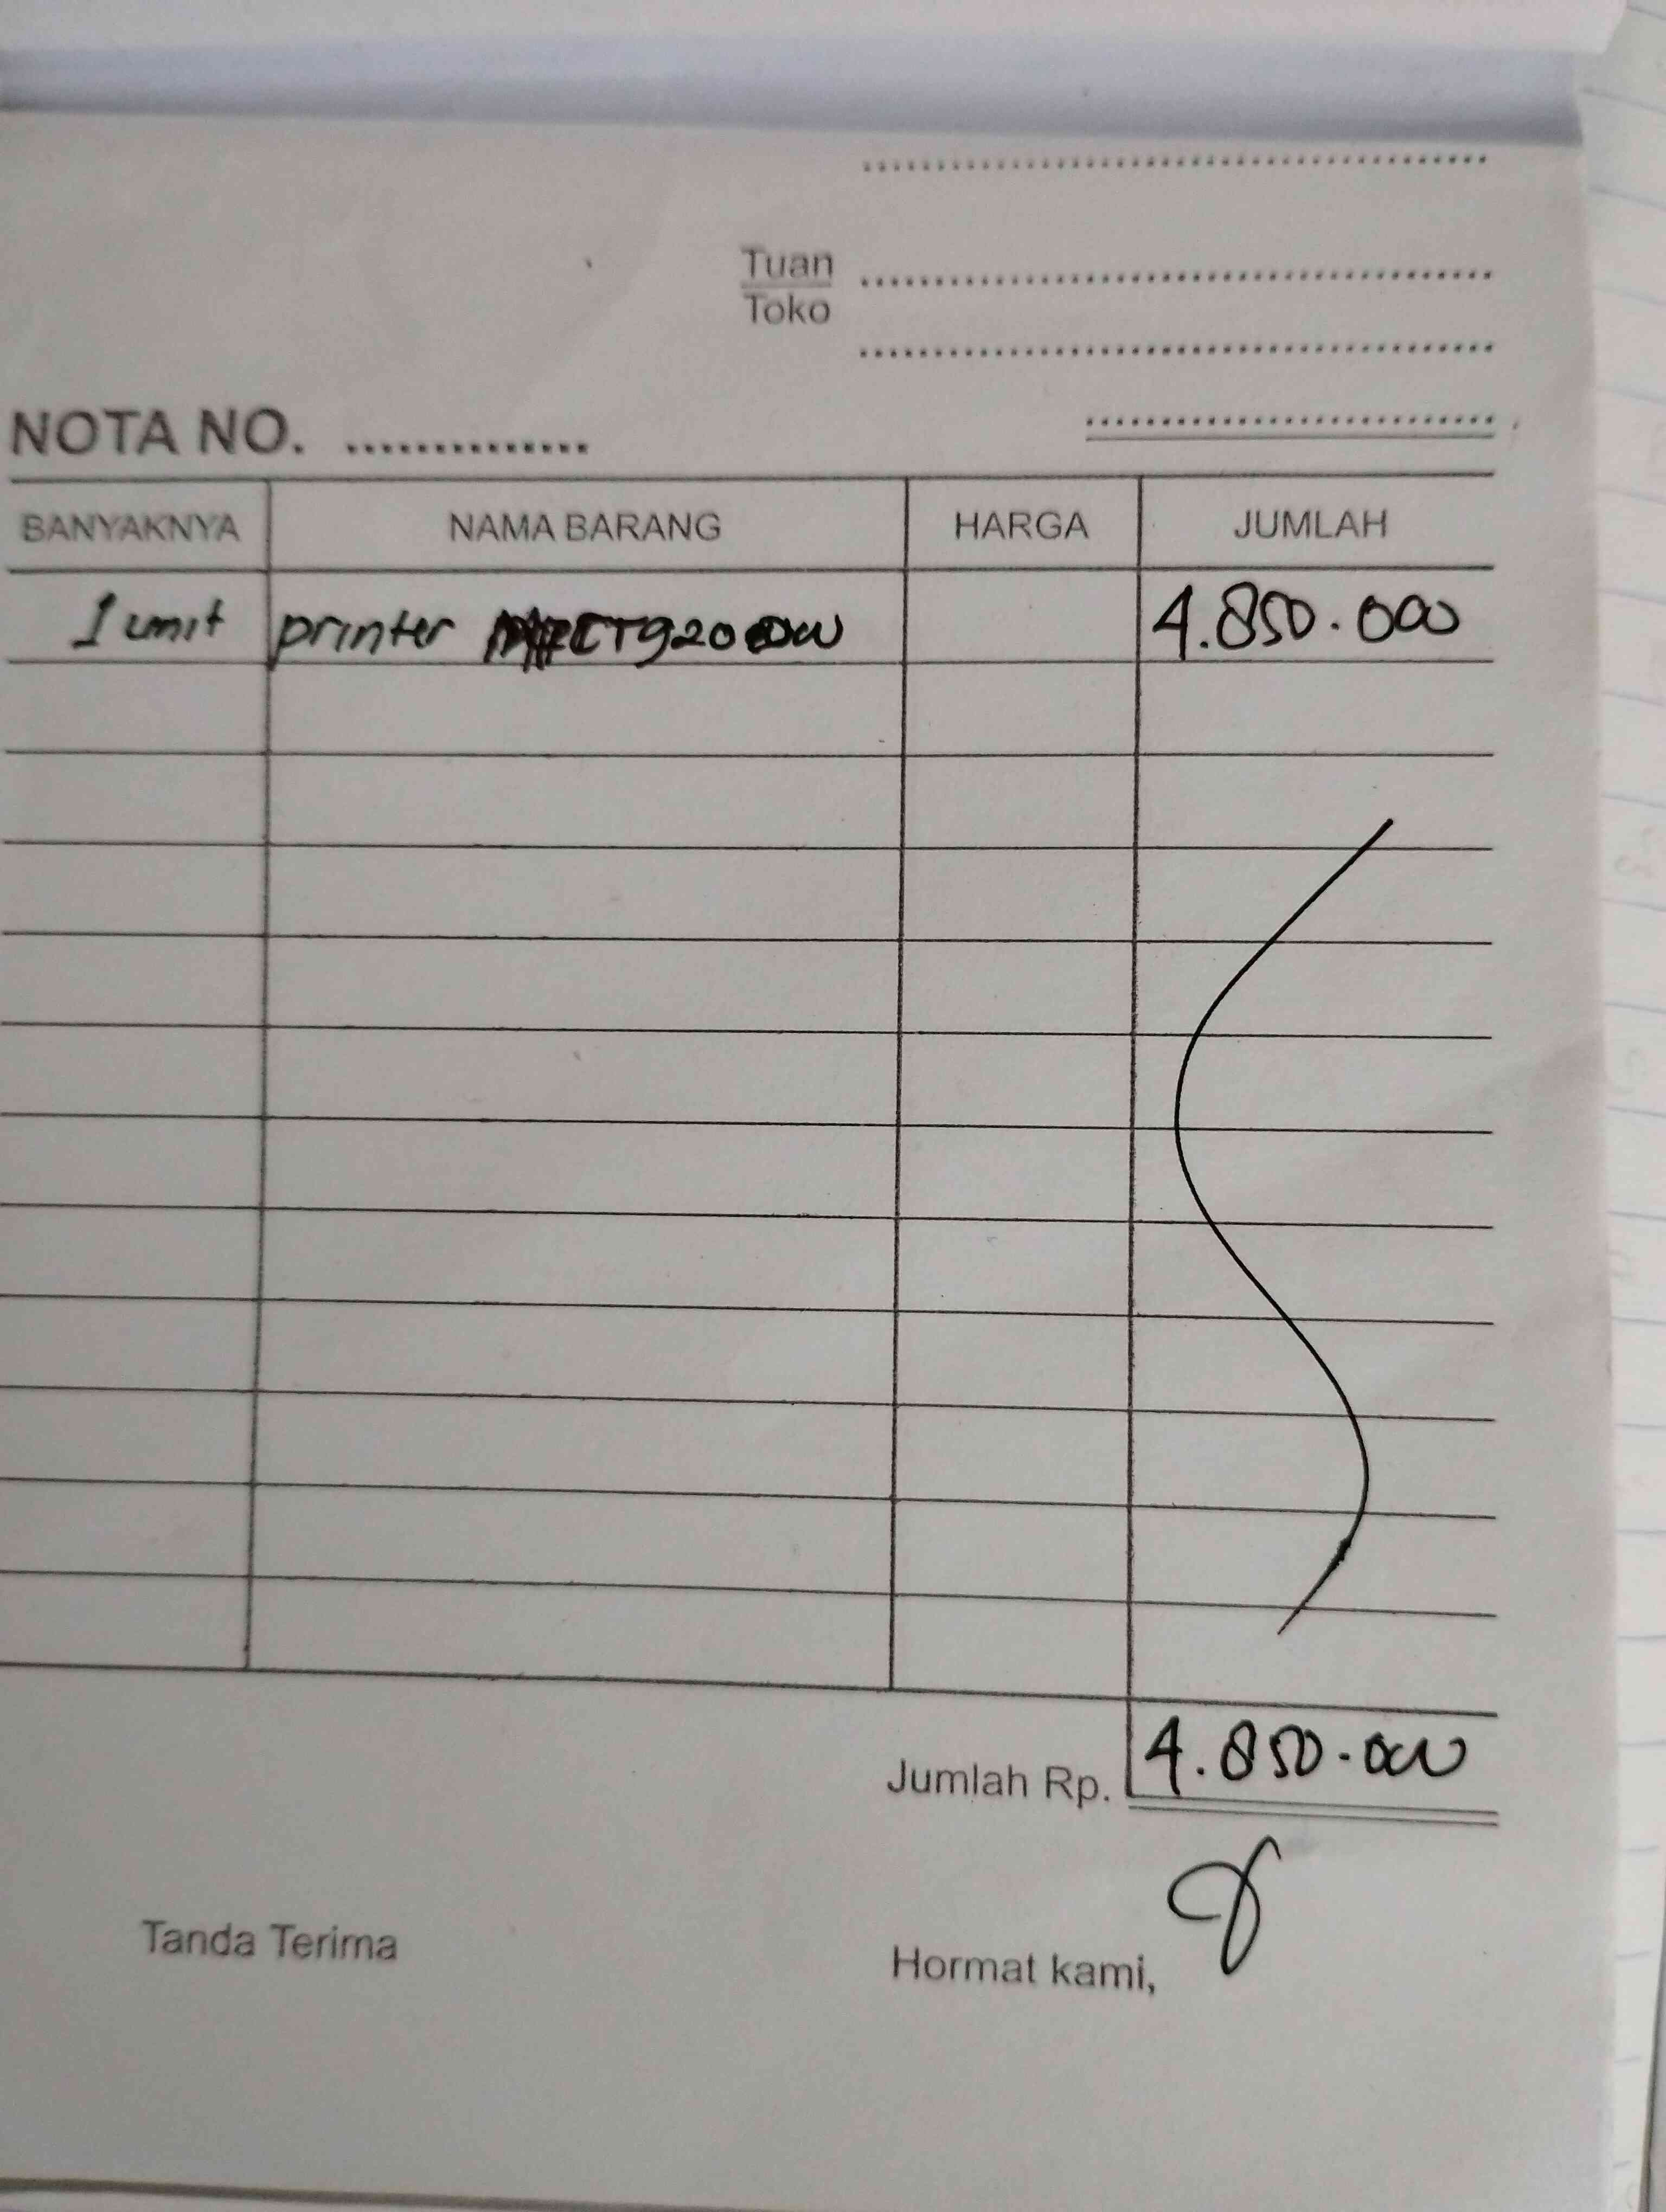 Tuan
Toko
NOTA NO. ..............
BANYAKNYA NAMA BARANG HARGA JUMLAH
1 unit printer 4.850.000
Jumlah Rp. 4.850.000
Tanda Terima Hormat kami,